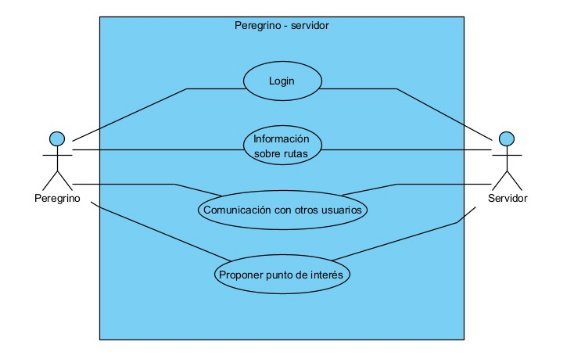 Peregrino - servidor
Login
Información
sobre rutas
Peregrino
Servidor
Comunicación con otros usuarios
Proponer punto de interés